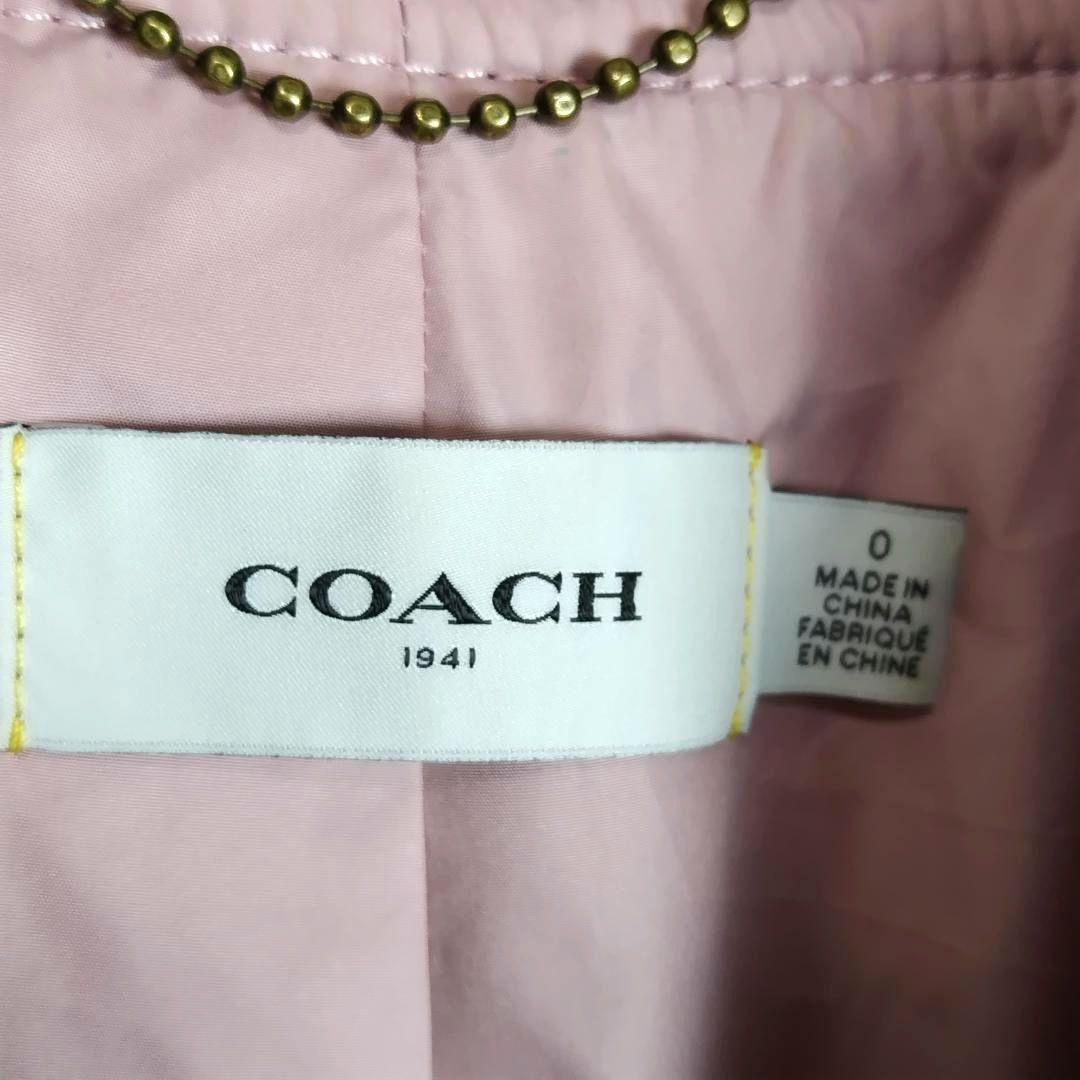 COACH
1941
0
MADE IN
CHINA
FABRIQUÉ
EN CHINE